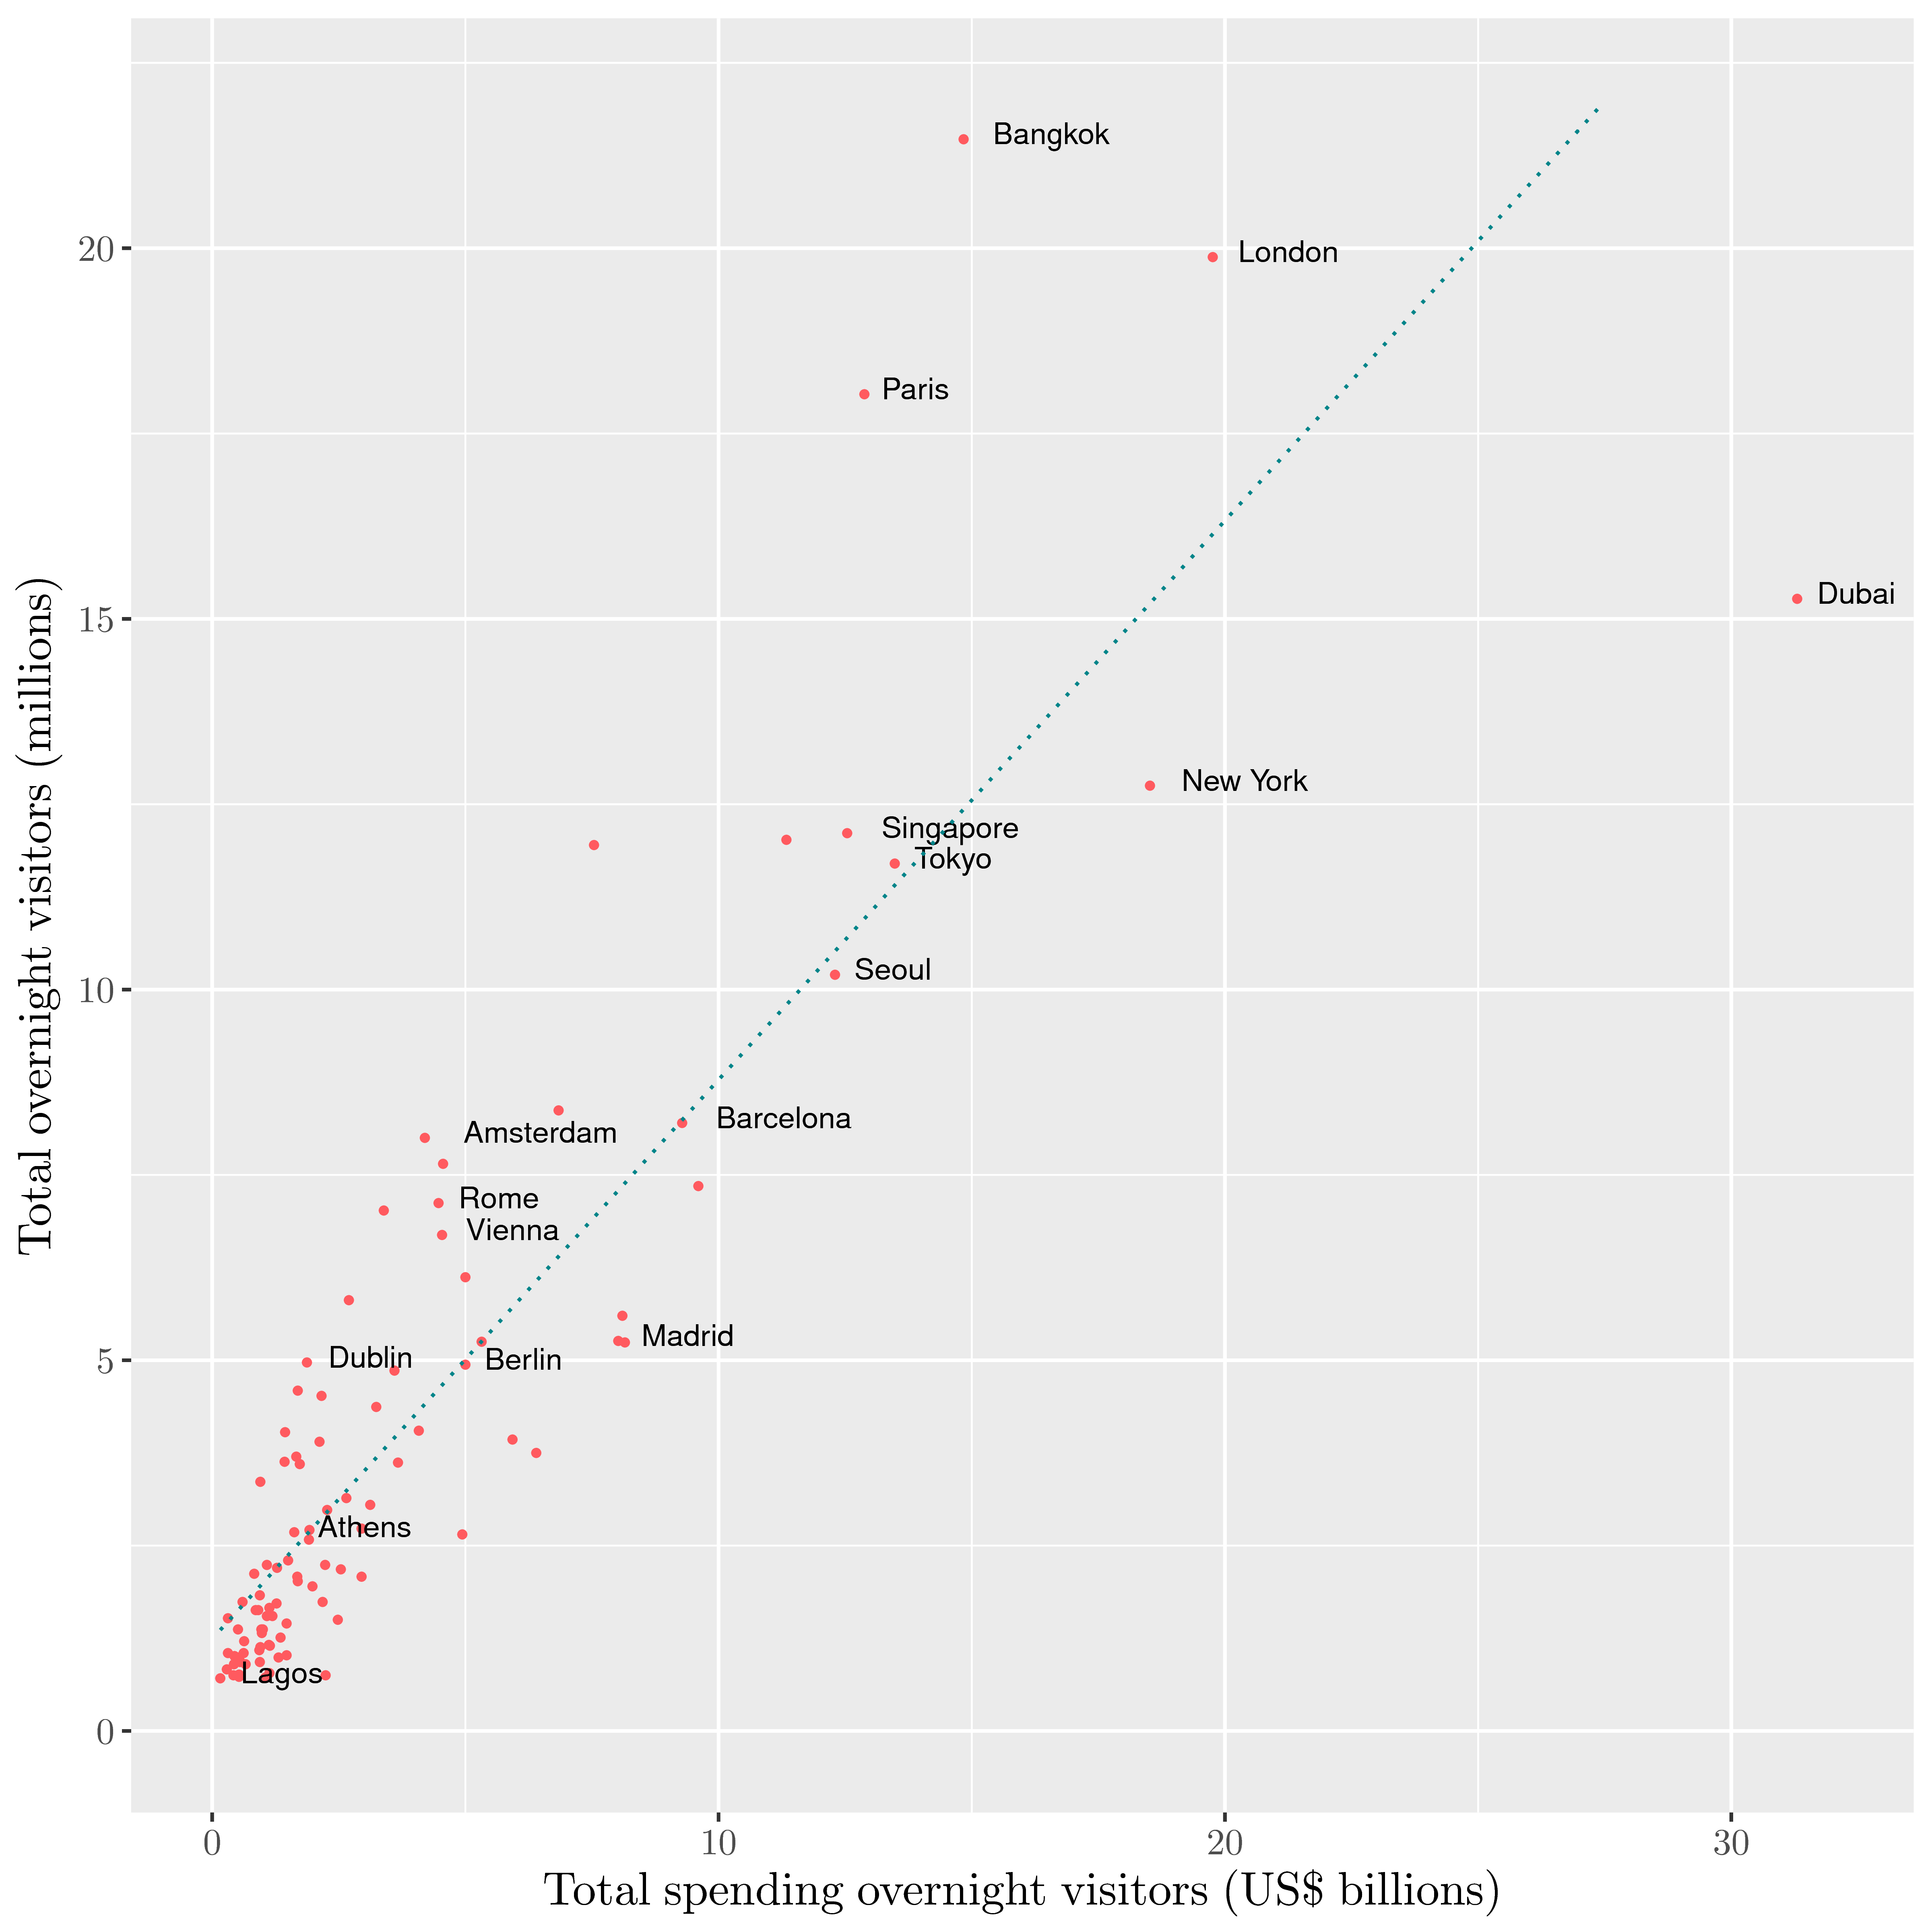 Bangkok
20
London
Paris
Dubai
15
New York
Singapore
Tokyo
Total overnight visitors (millions)
10
Seoul
Barcelona
Amsterdam
Rome
Vienna
Madrid
5
Dublin
Berlin
Athens
Lagos
0
0 10 20 30
Total spending overnight visitors (US$ billions)